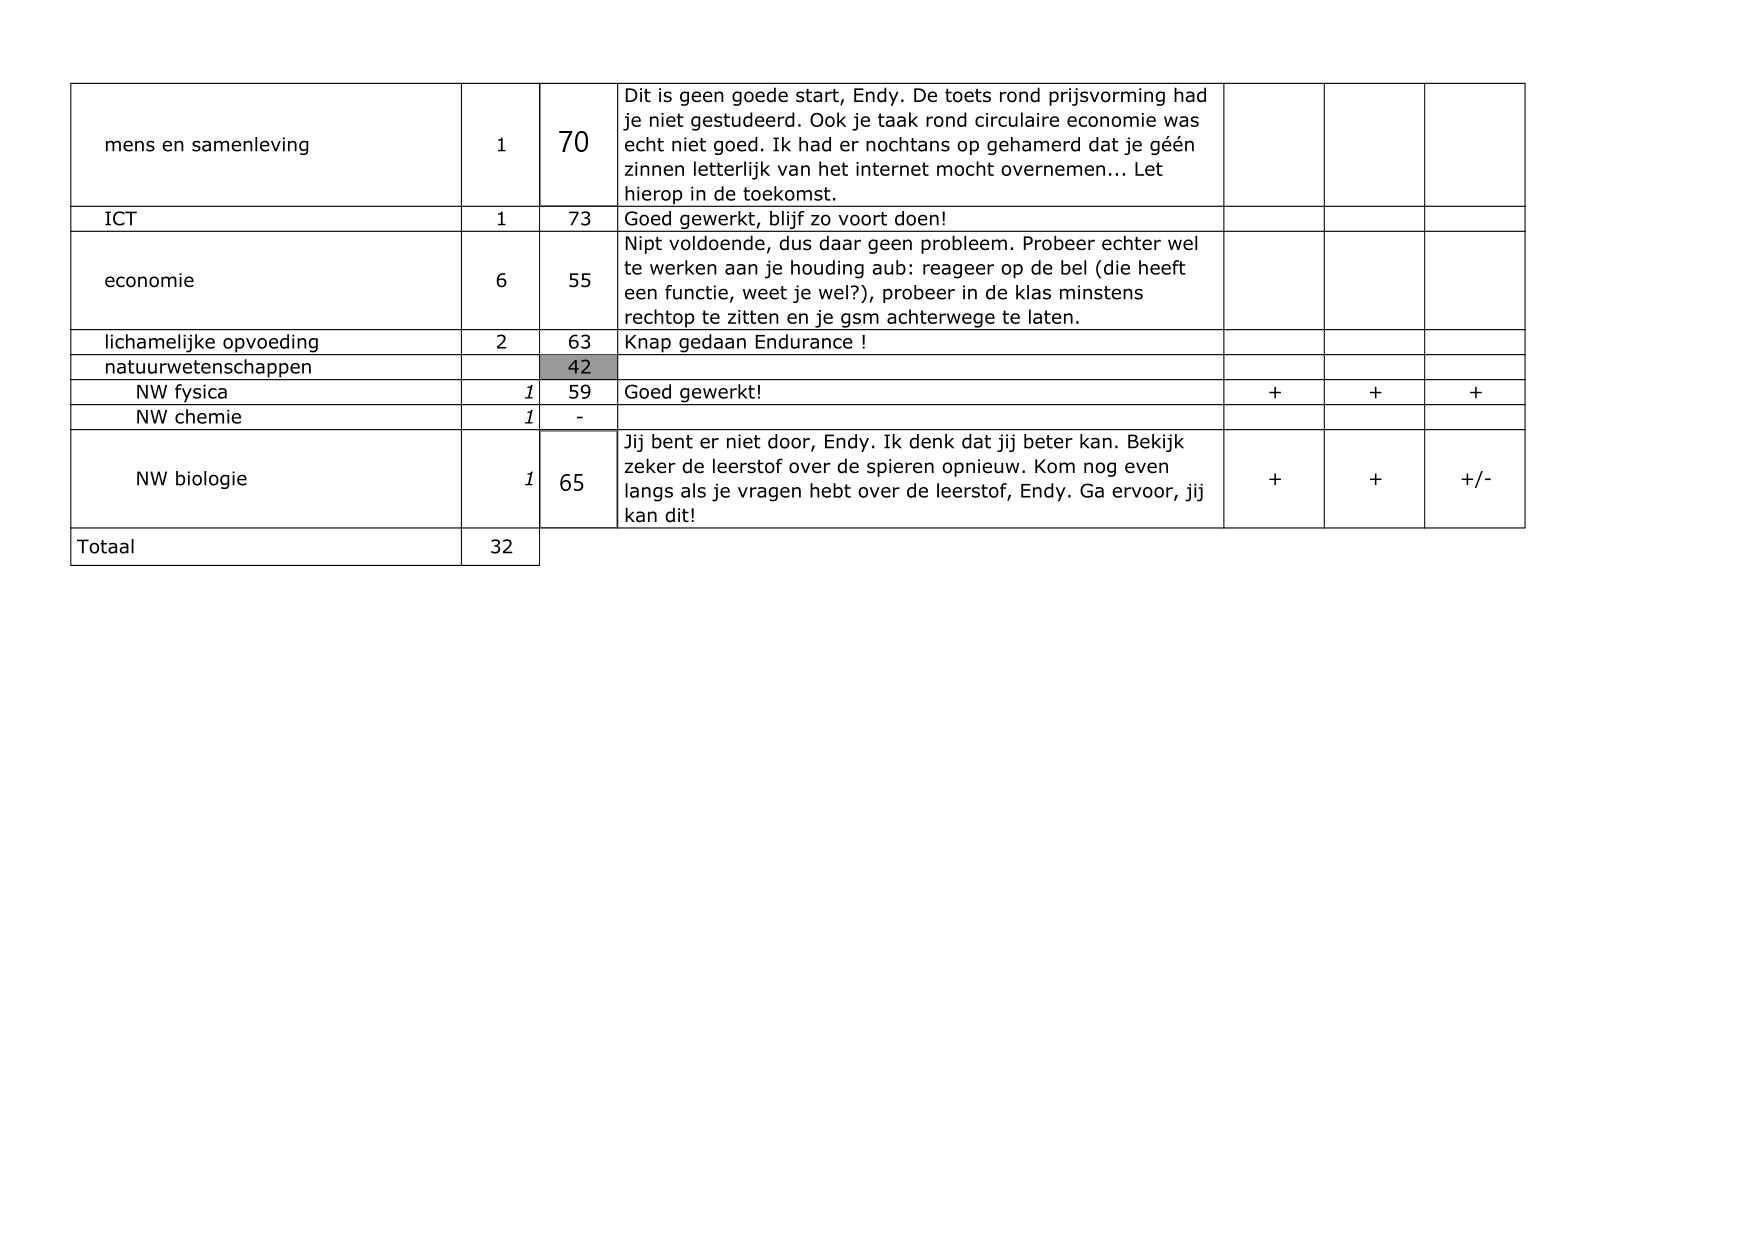 mens en samenleving 1 70 Dit is geen goede start, Endy. De toets rond prijsvorming had
je niet gestudeerd. Ook je taak rond circulaire economie was
echt niet goed. Ik had er nochtans op gehamerd dat je géén
zinnen letterlijk van het internet mocht overnemen... Let
hierop in de toekomst.
ICT 1 73 Goed gewerkt, blijf zo voort doen!
economie 6 55 Nipt voldoende, dus daar geen probleem. Probeer echter wel
te werken aan je houding aub: reageer op de bel (die heeft
een functie, weet je wel?), probeer in de klas minstens
rechtop te zitten en je gsm achterwege te laten.
lichamelijke opvoeding 2 63 Knap gedaan Endurance !
natuurwetenschappen 42
NW fysica 1 59 Goed gewerkt! + + +
NW chemie 1 -
NW biologie 1 65 Jij bent er niet door, Endy. Ik denk dat jij beter kan. Bekijk
zeker de leerstof over de spieren opnieuw. Kom nog even
langs als je vragen hebt over de leerstof, Endy. Ga ervoor, jij
kan dit! + + +/-
Totaal 32